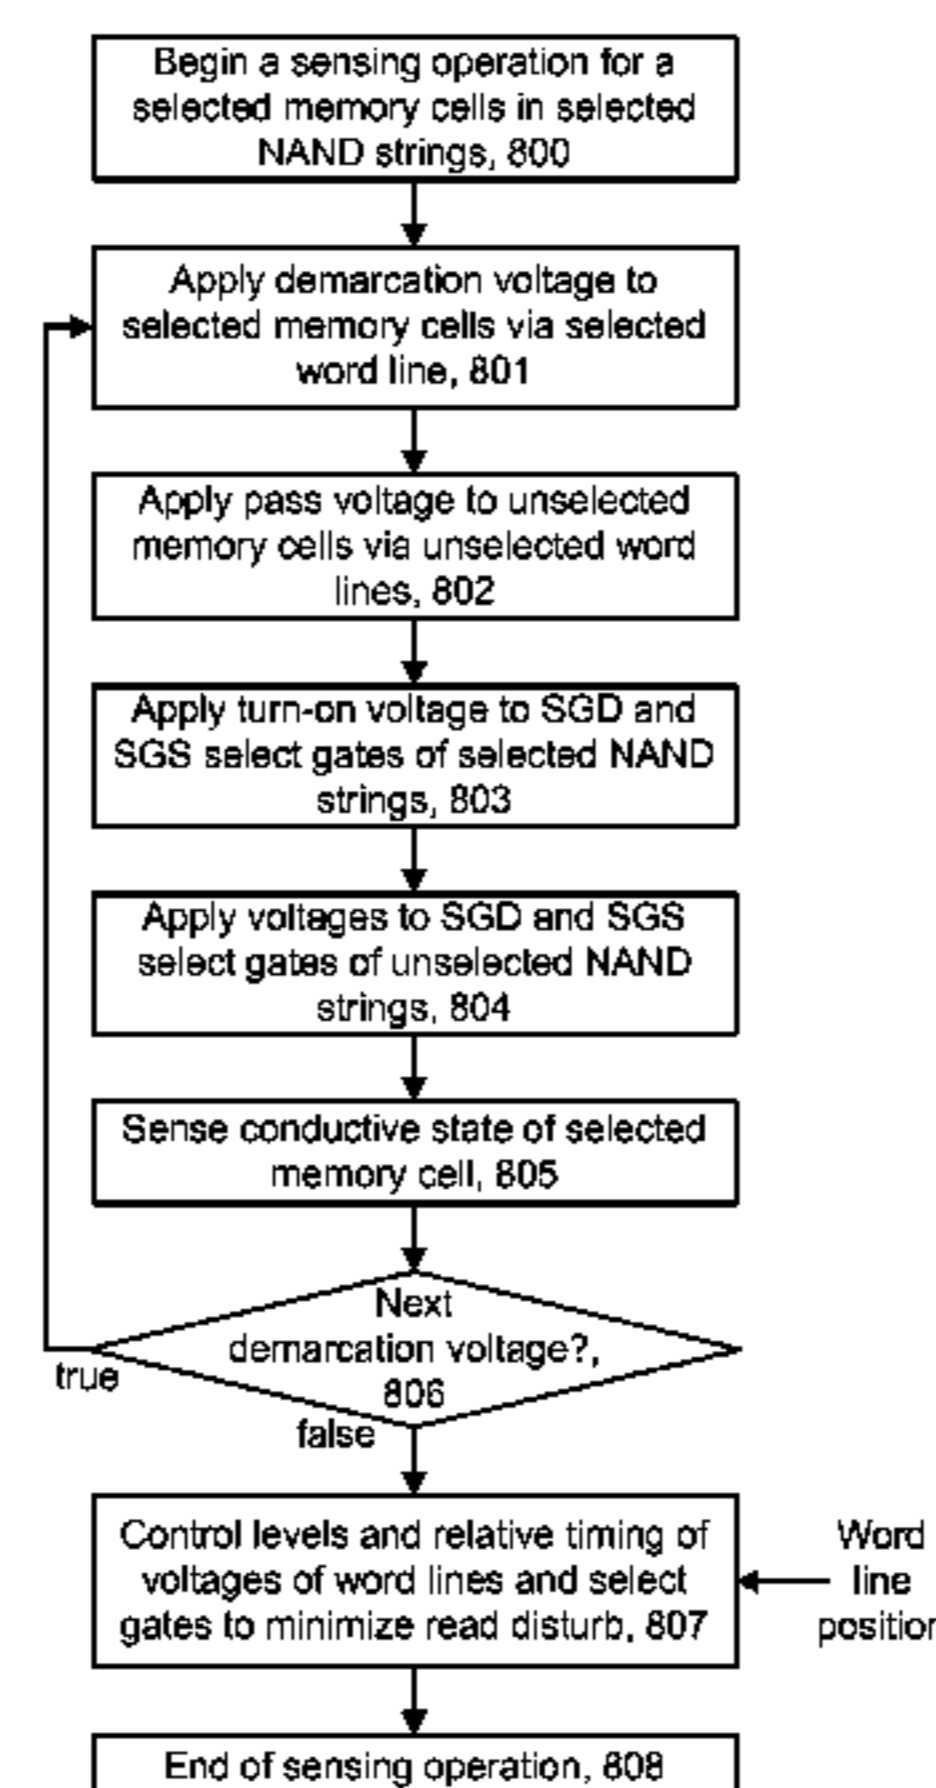 Begin a sensing operation for a
selected memory cells in selected
NAND strings, 800
Apply demarcation voltage to
selected memory cells via selected
word line, 801
Apply pass voltage to unselected
memory cells via unselected word
lines, 802
Apply turn-on voltage to SGD and
SGS select gates of selected NAND
strings, 803
Apply voltages to SGD and SGS
select gates of unselected NAND
strings, 804
Sense conductive state of selected
memory cell, 805
Next
demarcation voltage?,
806
true
false
Control levels and relative timing of
voltages of word lines and select
gates to minimize read disturb, 807
Word
line
position
End of sensing operation, 808